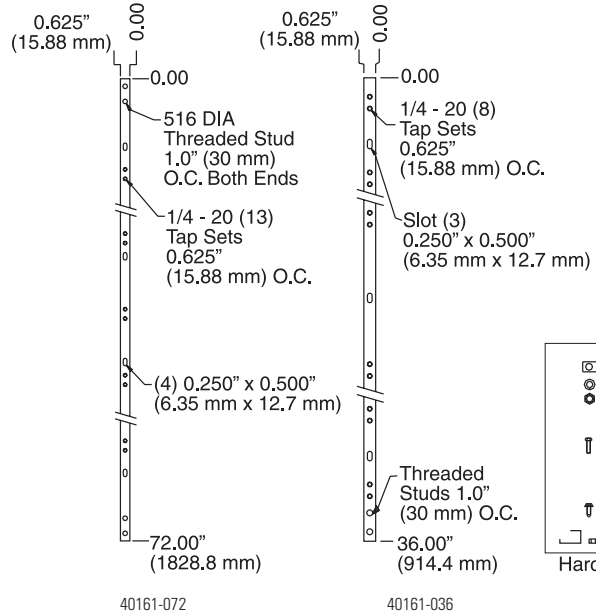 0.625"
(15.88 mm)
0.00
0.00
516 DIA
Threaded Stud
1.0" (30 mm)
O.C. Both Ends
1/4 - 20 (13)
Tap Sets
0.625"
(15.88 mm) O.C.
(4) 0.250" x 0.500"
(6.35 mm x 12.7 mm)
72.00"
(1828.8 mm)
40161-072
0.625"
(15.88 mm)
0.00
0.00
1/4 - 20 (8)
Tap Sets
0.625"
(15.88 mm) O.C.
Slot (3)
0.250" x 0.500"
(6.35 mm x 12.7 mm)
Threaded
Studs 1.0"
(30 mm) O.C.
36.00"
(914.4 mm)
40161-036